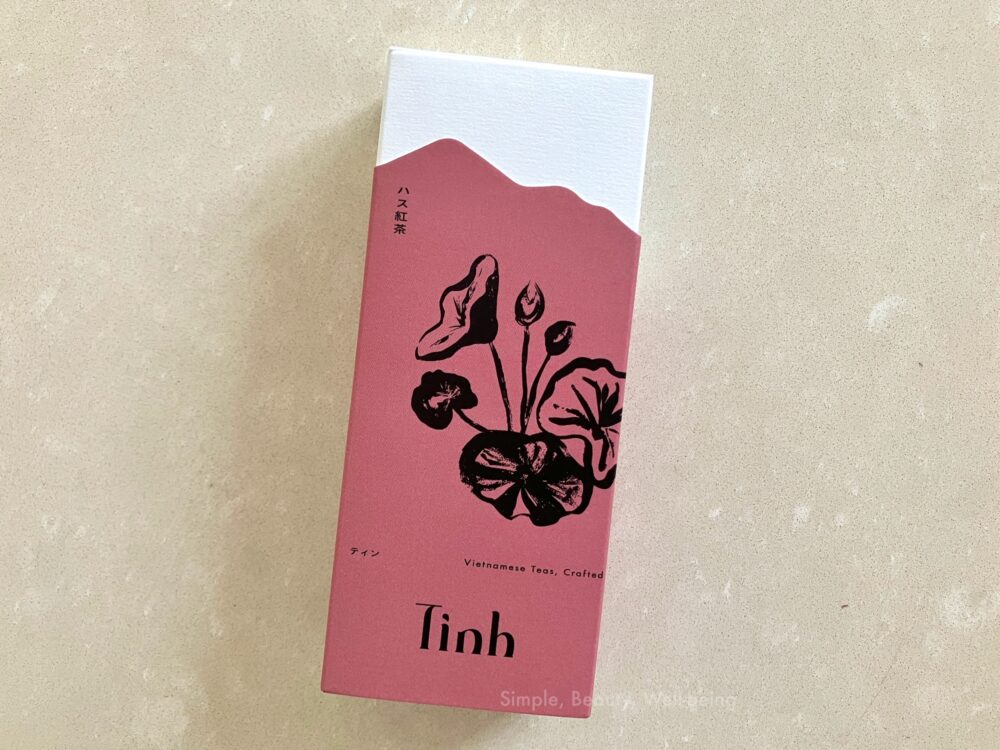 ハス紅茶
ティン
Vietnamese Teas, Crafted
Tinh
Simple, Beauty, Well-being